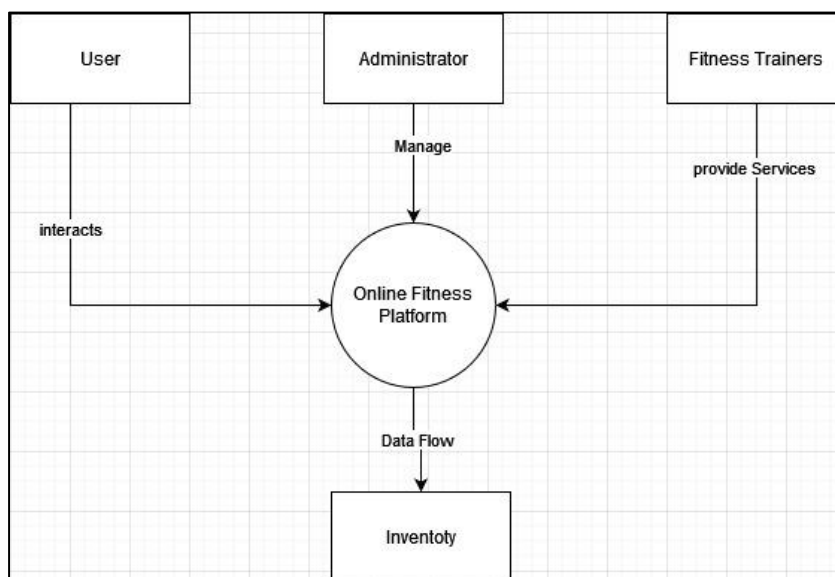 User
Administrator
Fitness Trainers
Manage
provide Services
interacts
Online Fitness
Platform
Data Flow
Inventoty